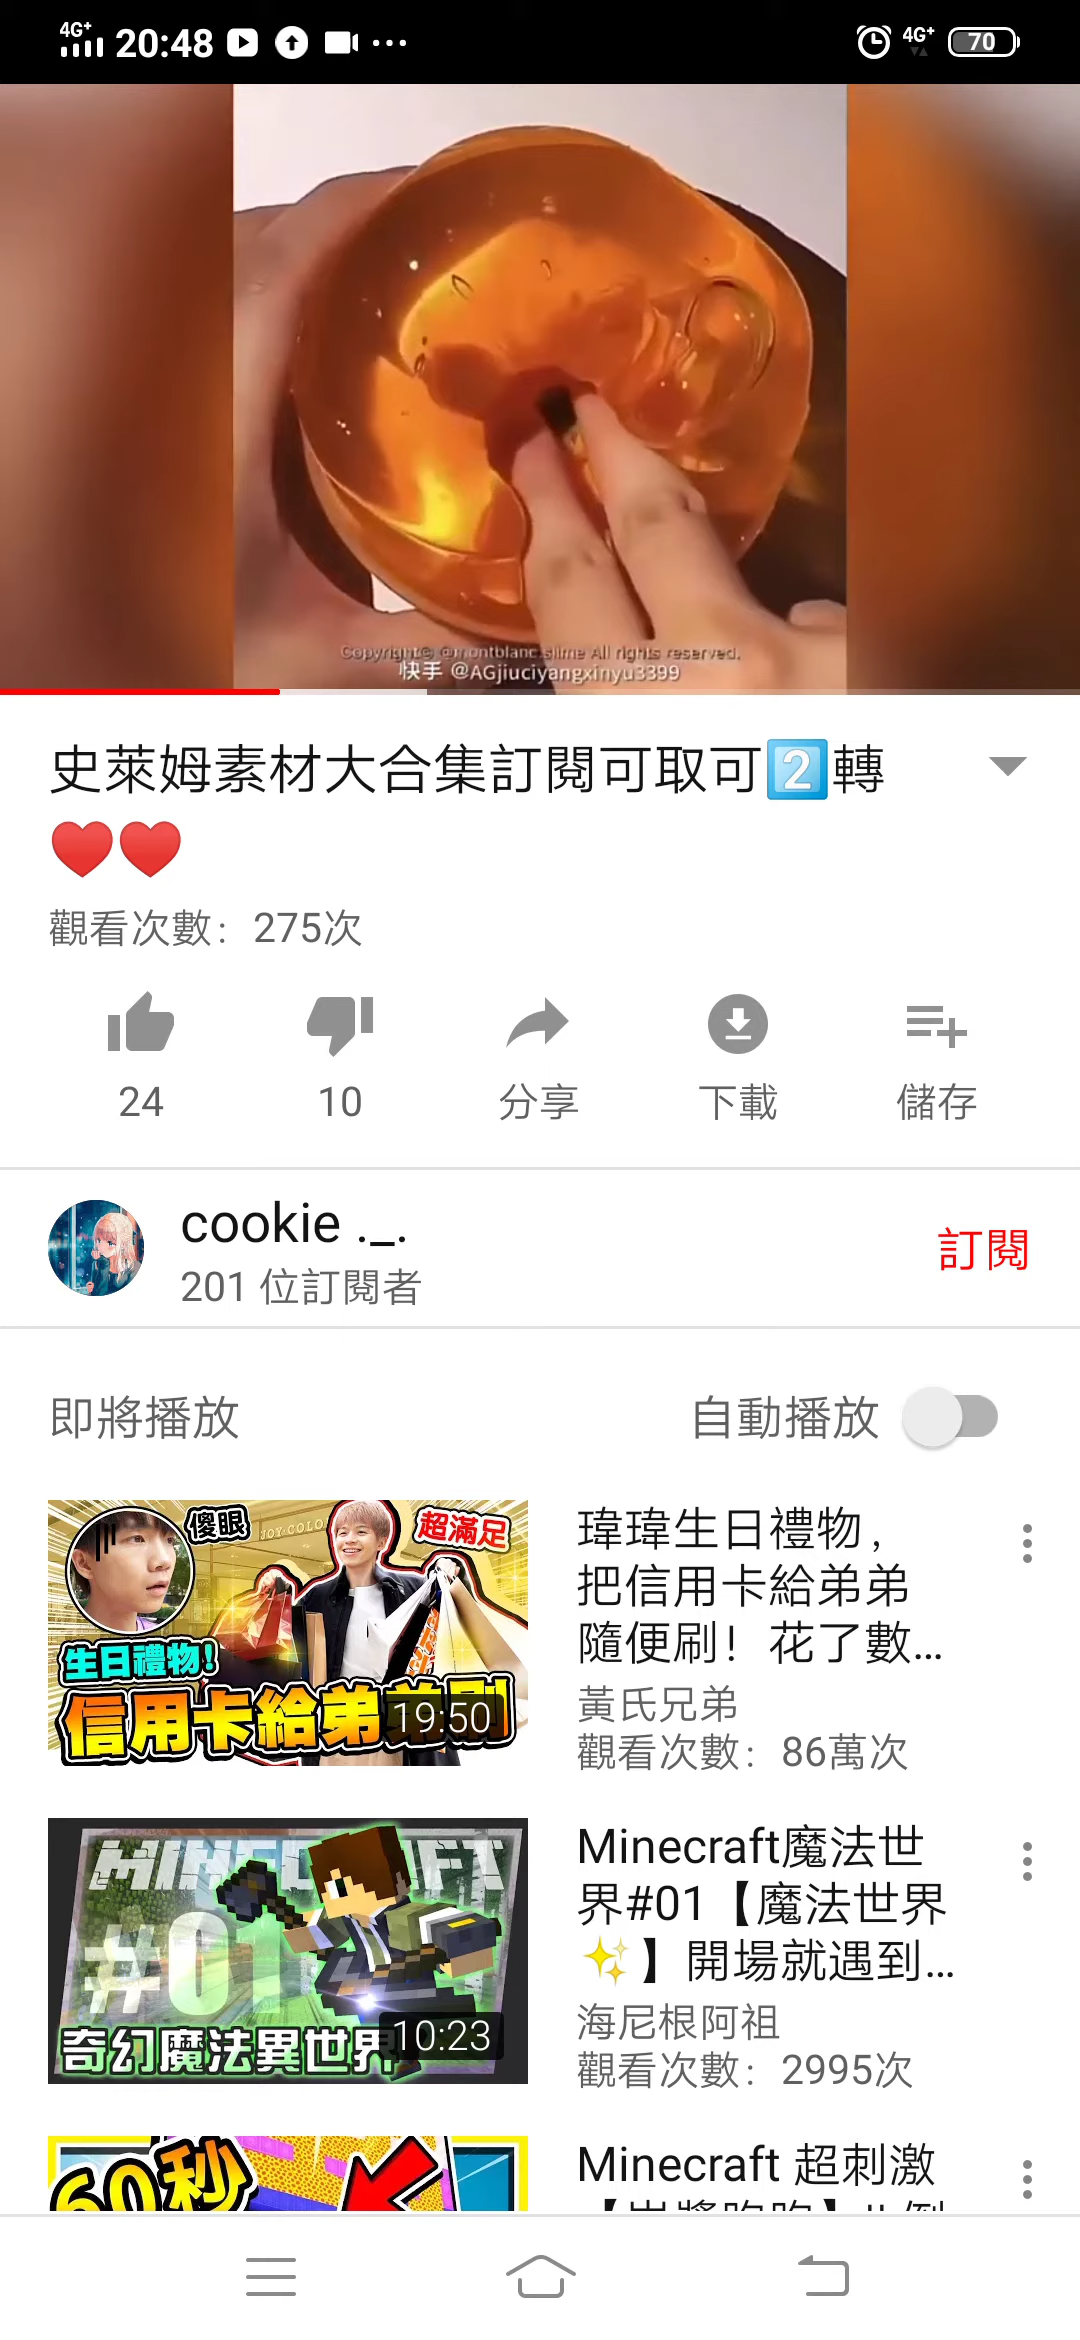 4G+ 20:48 4G+ 70
Copyright© @montblanc.slime All rights reserved.
快手 @AGjiuciyangxinyu3399
史萊姆素材大合集訂閱可取可2️⃣轉
❤️❤️
觀看次數：275次
24 10 分享 下載 儲存
cookie ._.
201 位訂閱者
訂閱
即將播放 自動播放
傻眼 JOY COLO 超滿足
生日禮物!
信用卡給弟弟刷
19:50
瑋瑋生日禮物，
把信用卡給弟弟
隨便刷！花了數...
黃氏兄弟
觀看次數：86萬次
MINECRAFT
#01
奇幻魔法異世界
10:23
Minecraft魔法世
界#01【魔法世界
✨】開場就遇到...
海尼根阿祖
觀看次數：2995次
60秒
Minecraft 超刺激